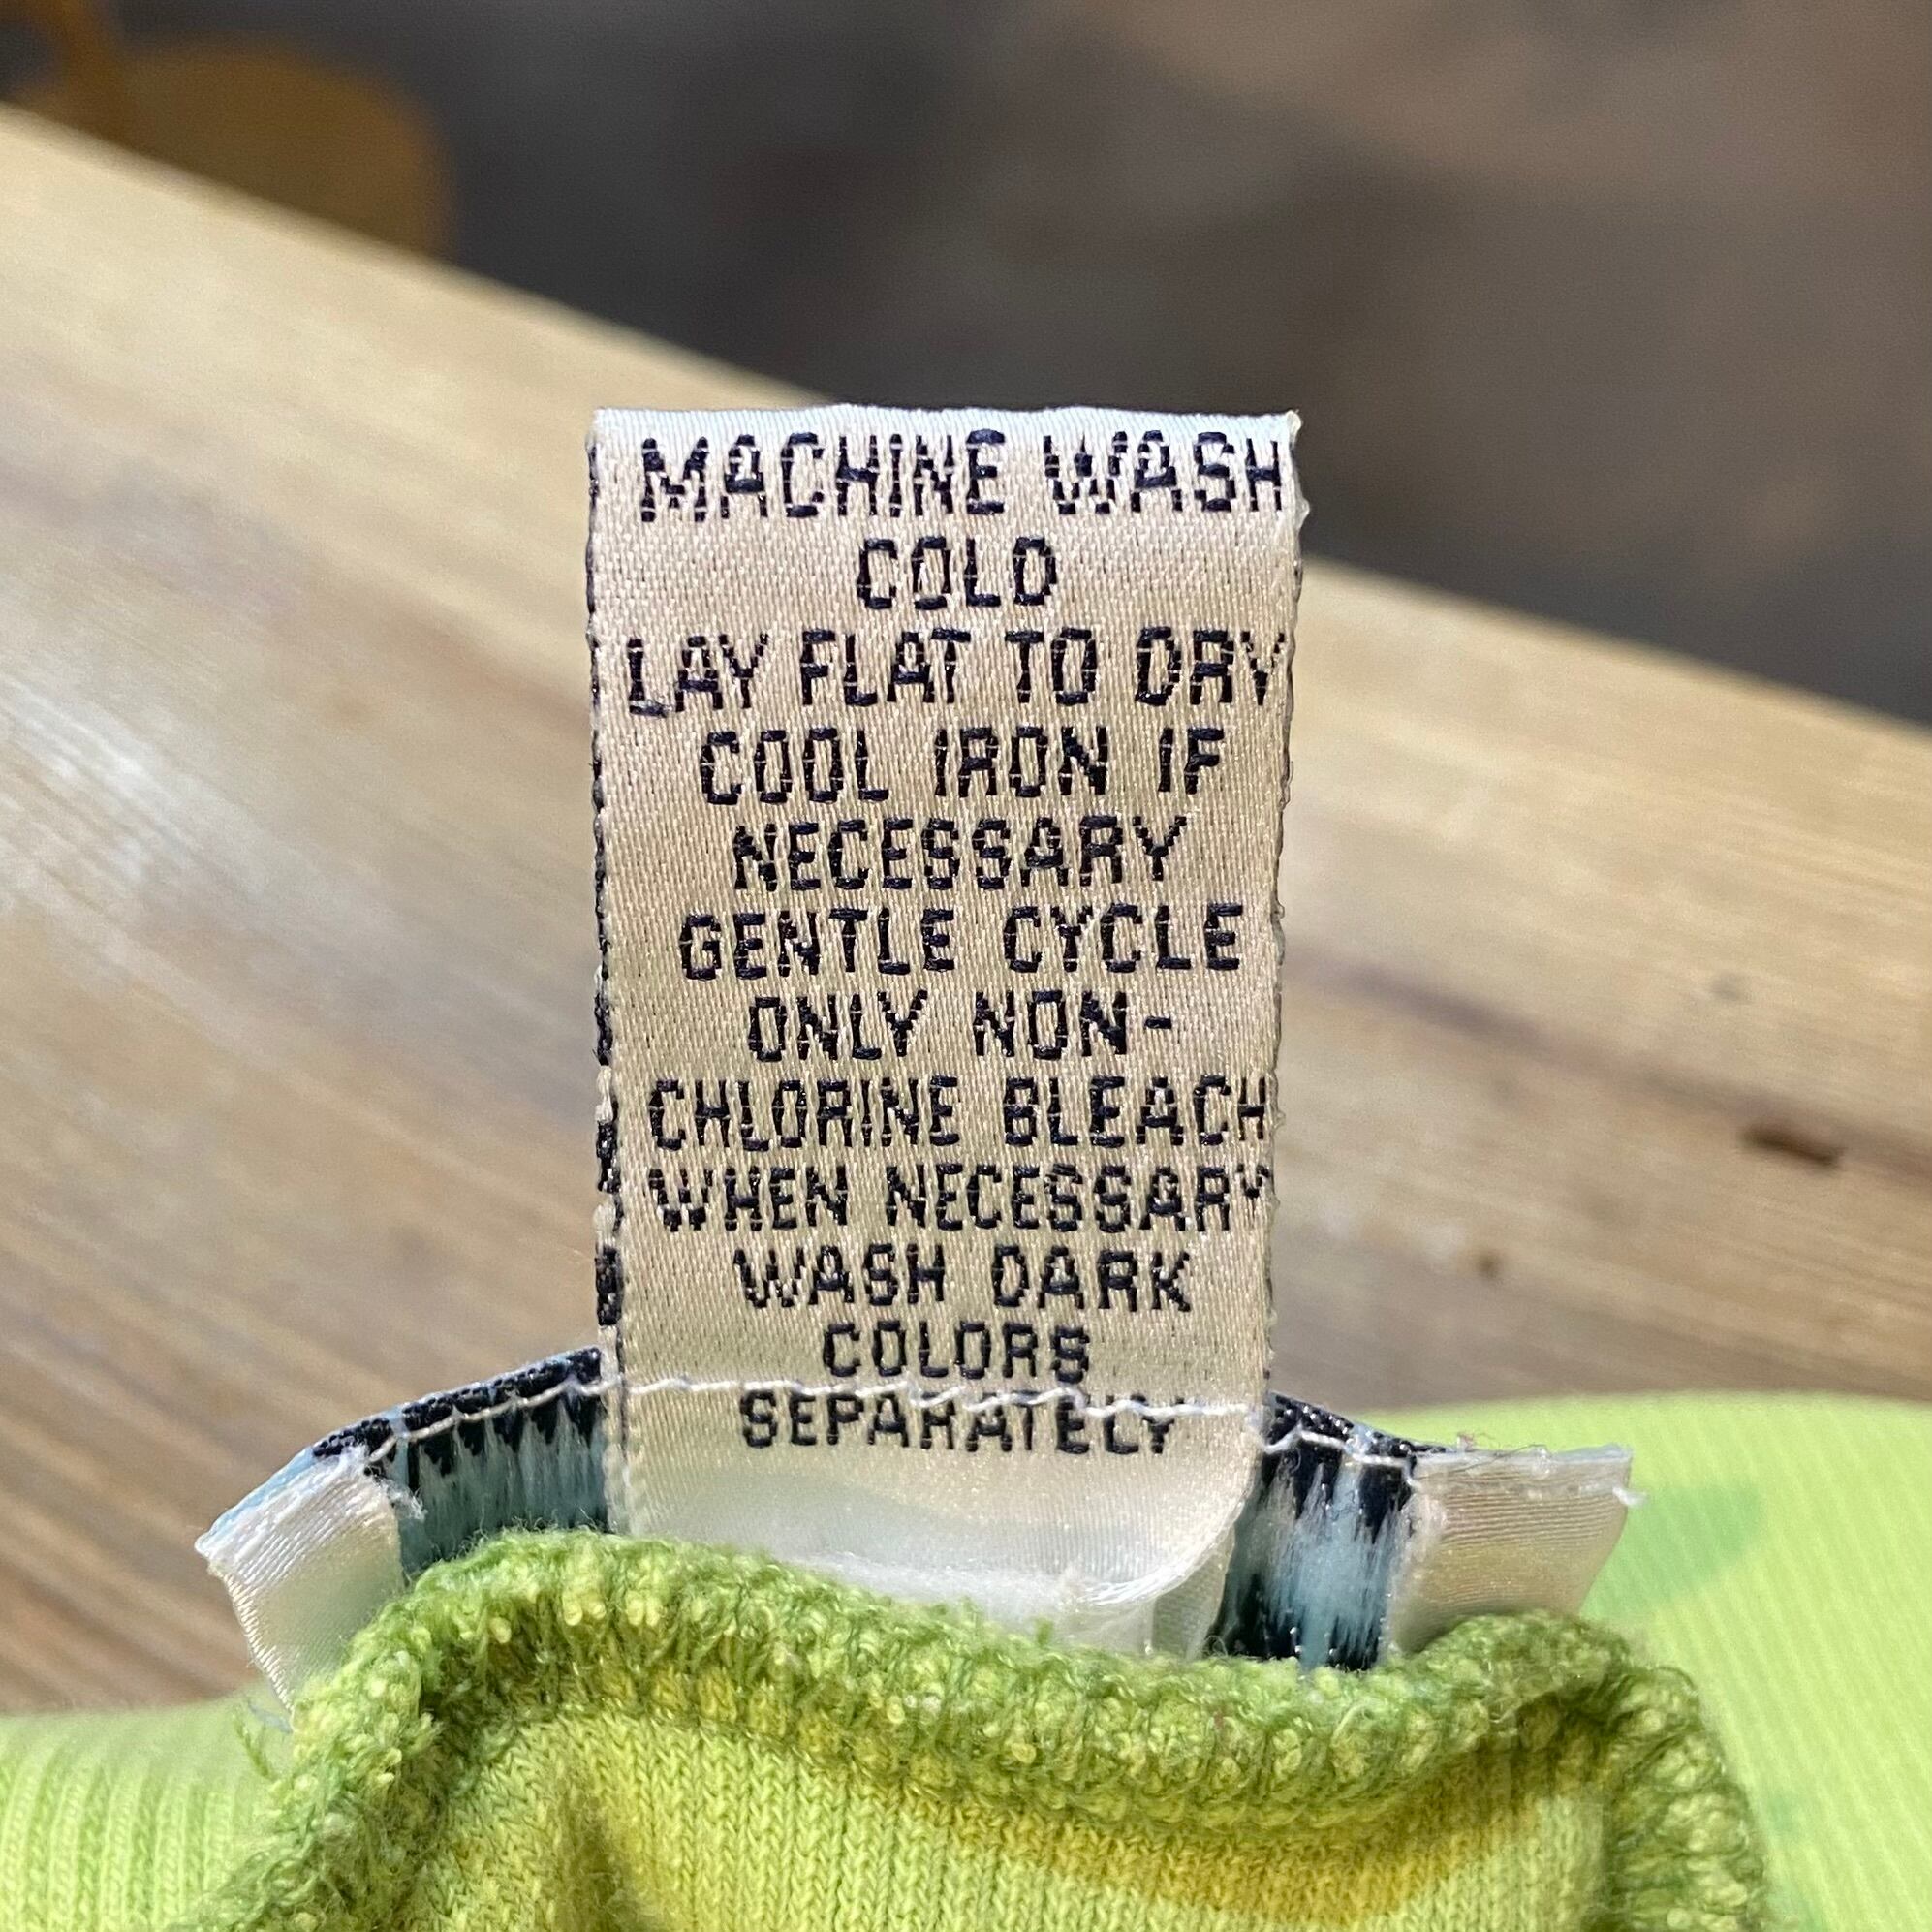 MACHINE WASH
COLD
LAY FLAT TO DRY
COOL IRON IF
NECESSARY
GENTLE CYCLE
ONLY NON-
CHLORINE BLEACH
WHEN NECESSARY
WASH DARK
COLORS
SEPARATELY